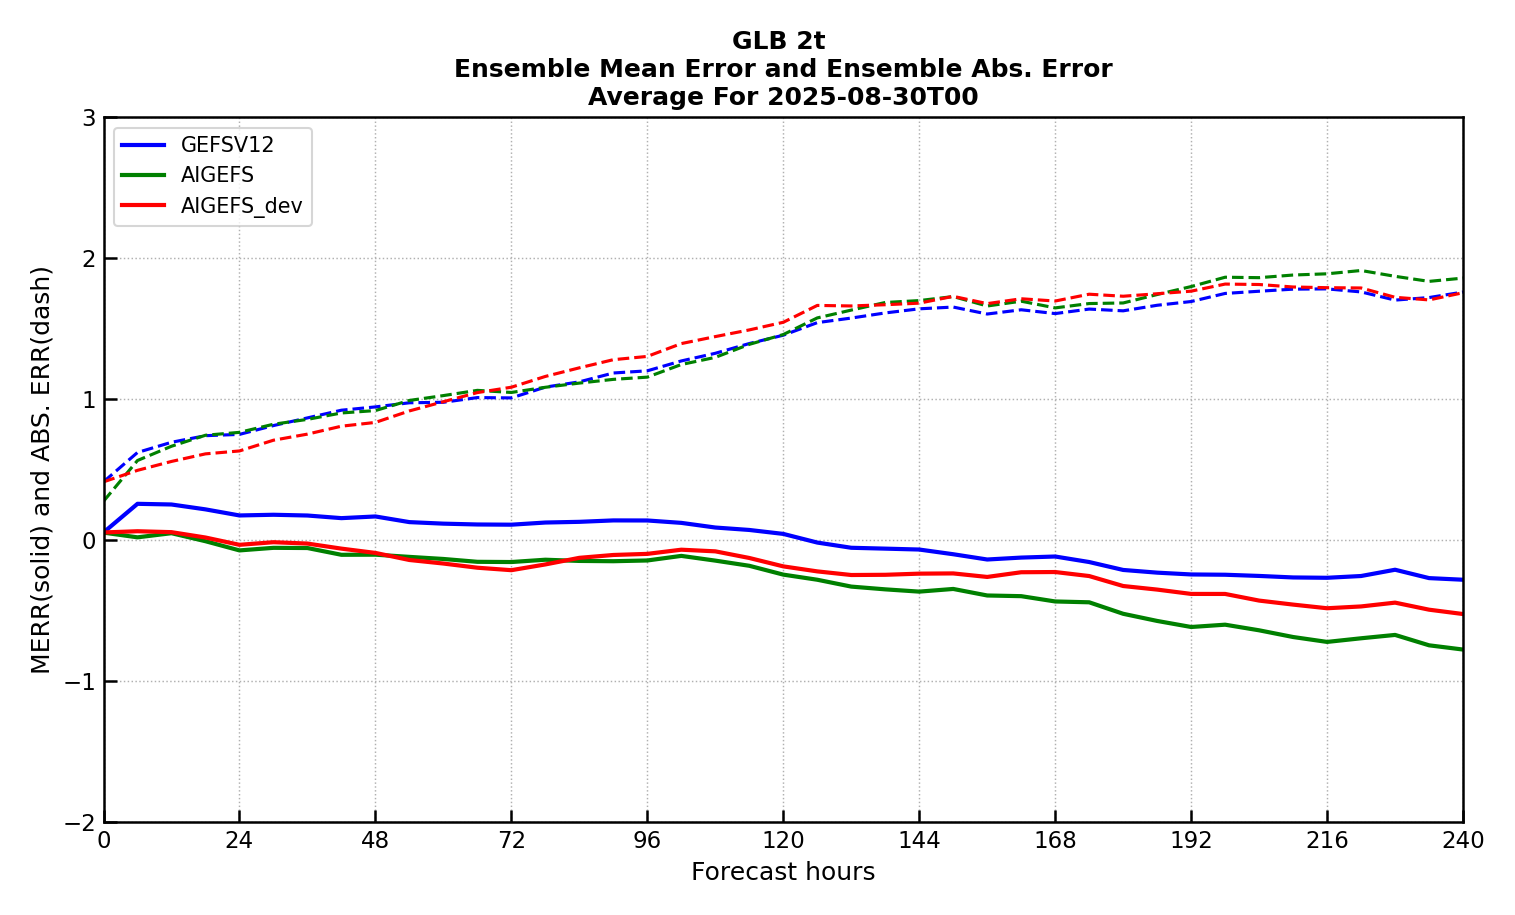 GLB 2t
Ensemble Mean Error and Ensemble Abs. Error
Average For 2025-08-30T00
GEFSV12
AIGEFS
AIGEFS_dev
MERR(solid) and ABS. ERR(dash)
3
2
1
0
−1
−2
0 24 48 72 96 120 144 168 192 216 240
Forecast hours